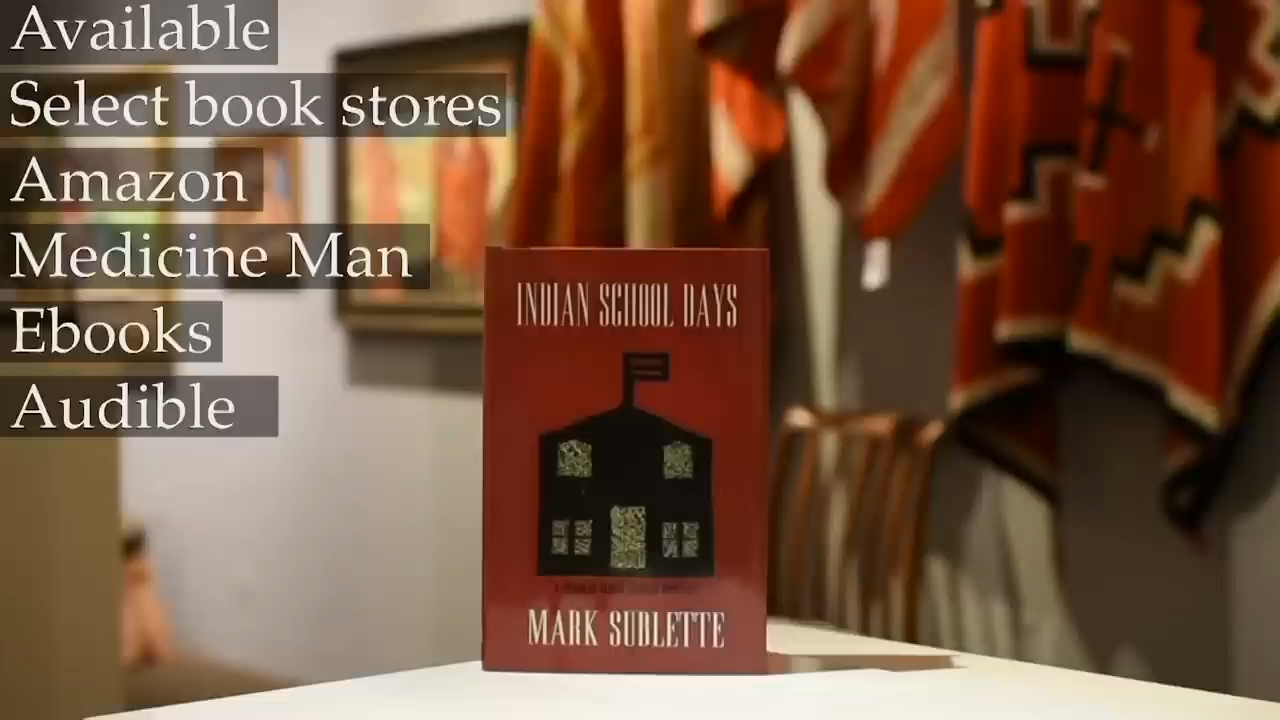 Available
Select book stores
Amazon
Medicine Man
Ebooks
Audible
INDIAN SCHOOL DAYS
MARK SUBLETTE